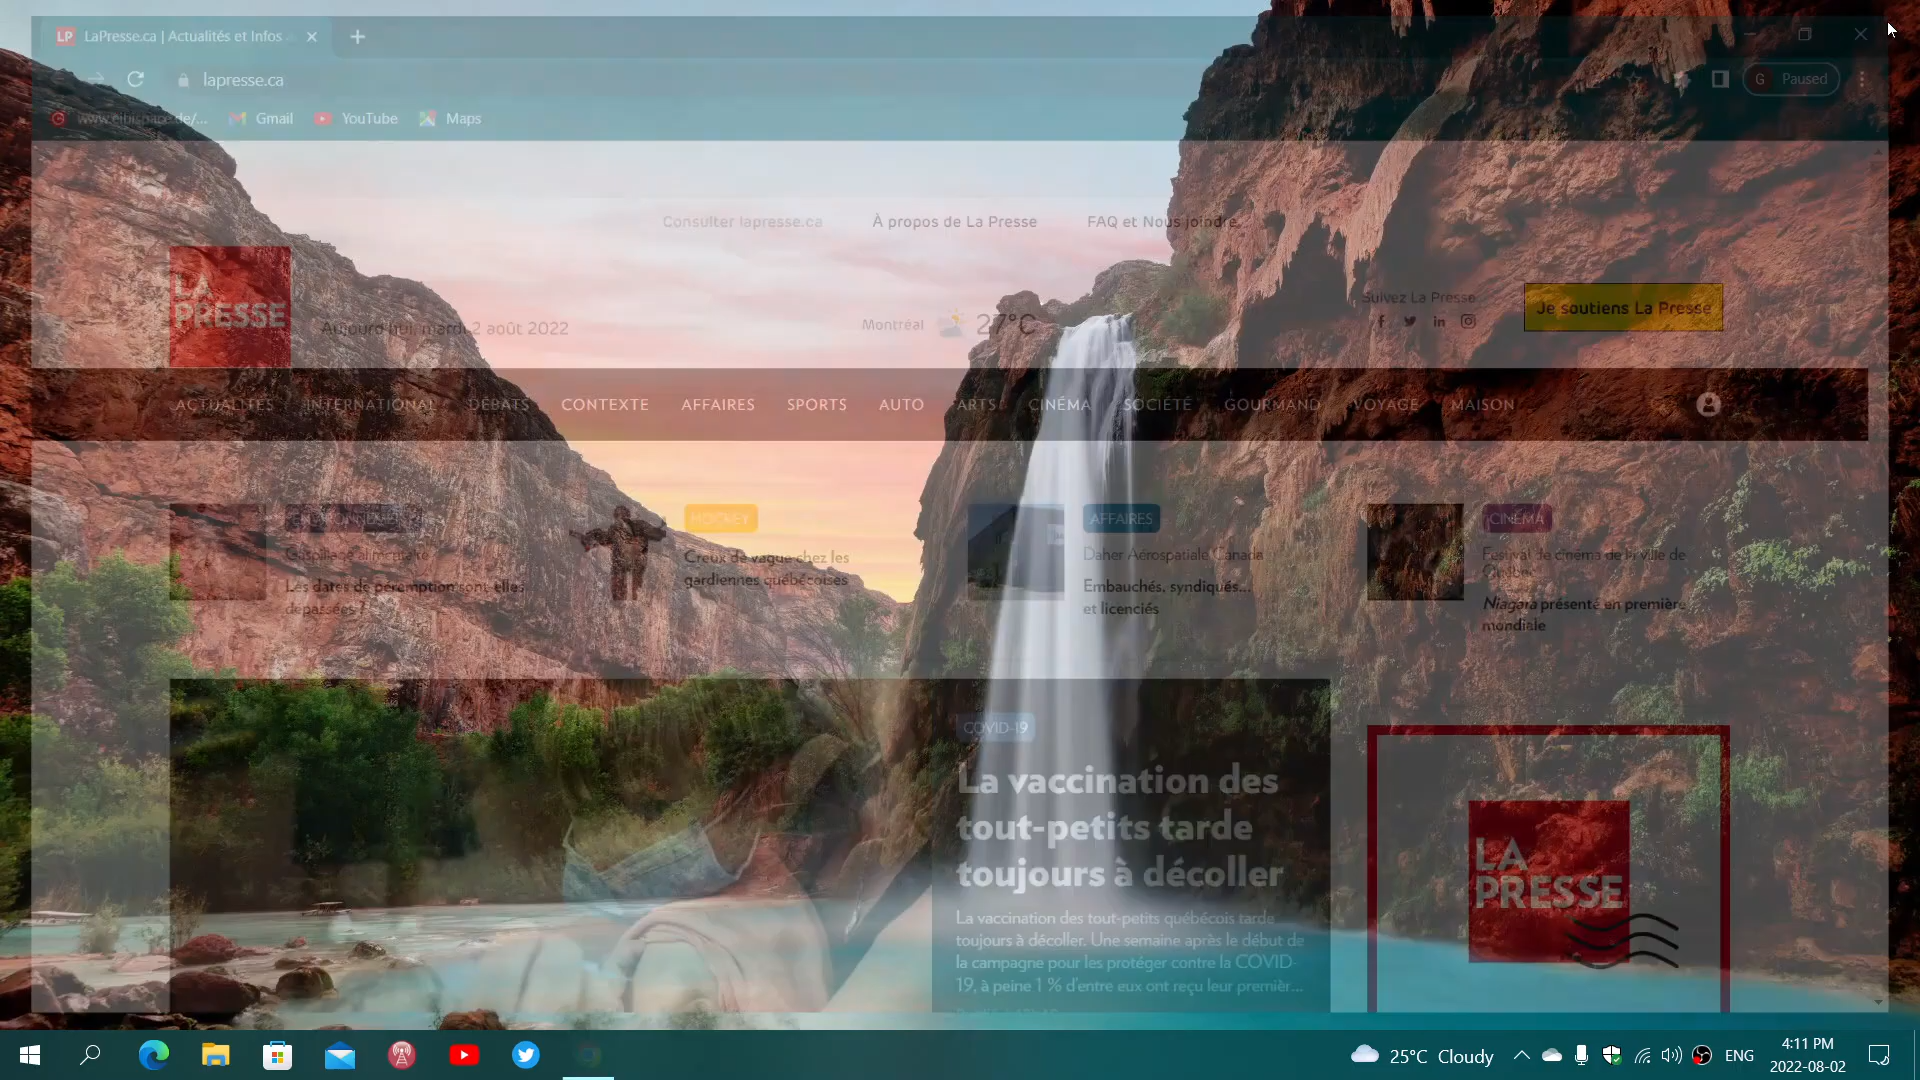 LP LaPresse.ca | Actualités et Infos
lapresse.ca
G Paused
www.eibispace.de/... Gmail YouTube Maps
Consulter lapresse.ca À propos de La Presse FAQ et Nous joindre
LA
PRESSE
Aujourd'hui, mardi 2 août 2022
Montréal 27°C
Suivez La Presse
Je soutiens La Presse
ACTUALITÉS INTERNATIONAL DÉBATS CONTEXTE AFFAIRES SPORTS AUTO ARTS CINÉMA SOCIÉTÉ GOURMAND VOYAGE MAISON
Gaspillage alimentaire
Les dates de péremption sont-elles
dépassées ?
HOCKEY
Creux de vague chez les
gardiennes québécoises
AFFAIRES
Daher Aérospatiale Canada
Embauchés, syndiqués...
et licenciés
CINÉMA
Festival de cinéma de la ville de
Québec
Niagara présenté en première
mondiale
COVID-19
La vaccination des
tout-petits tarde
toujours à décoller
La vaccination des tout-petits québécois tarde
toujours à décoller. Une semaine après le début de
la campagne pour les protéger contre la COVID-
19, à peine 1 % d'entre eux ont reçu leur premièr...
LA
PRESSE
25°C Cloudy
ENG
4:11 PM
2022-08-02